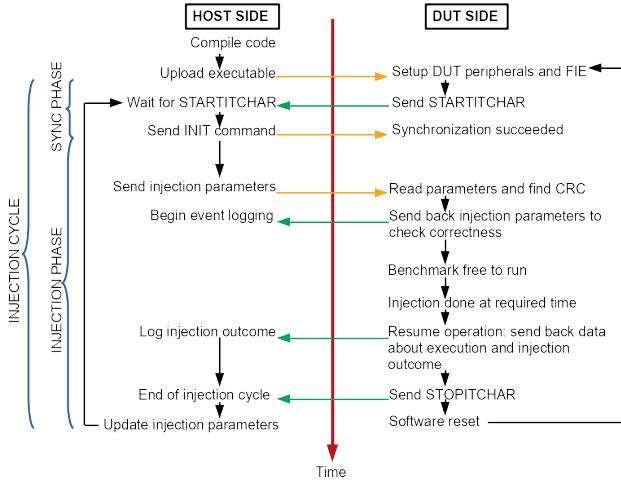 HOST SIDE
DUT SIDE
Compile code
Upload executable
Setup DUT peripherals and FIE
Wait for STARTITCHAR
Send STARTITCHAR
Send INIT command
Synchronization succeeded
Send injection parameters
Read parameters and find CRC
Begin event logging
Send back injection parameters to
check correctness
Benchmark free to run
Injection done at required time
Log injection outcome
Resume operation: send back data
about execution and injection
outcome
End of injection cycle
Send STOPITCHAR
Update injection parameters
Software reset
Time
INJECTION CYCLE
SYNC PHASE
INJECTION PHASE